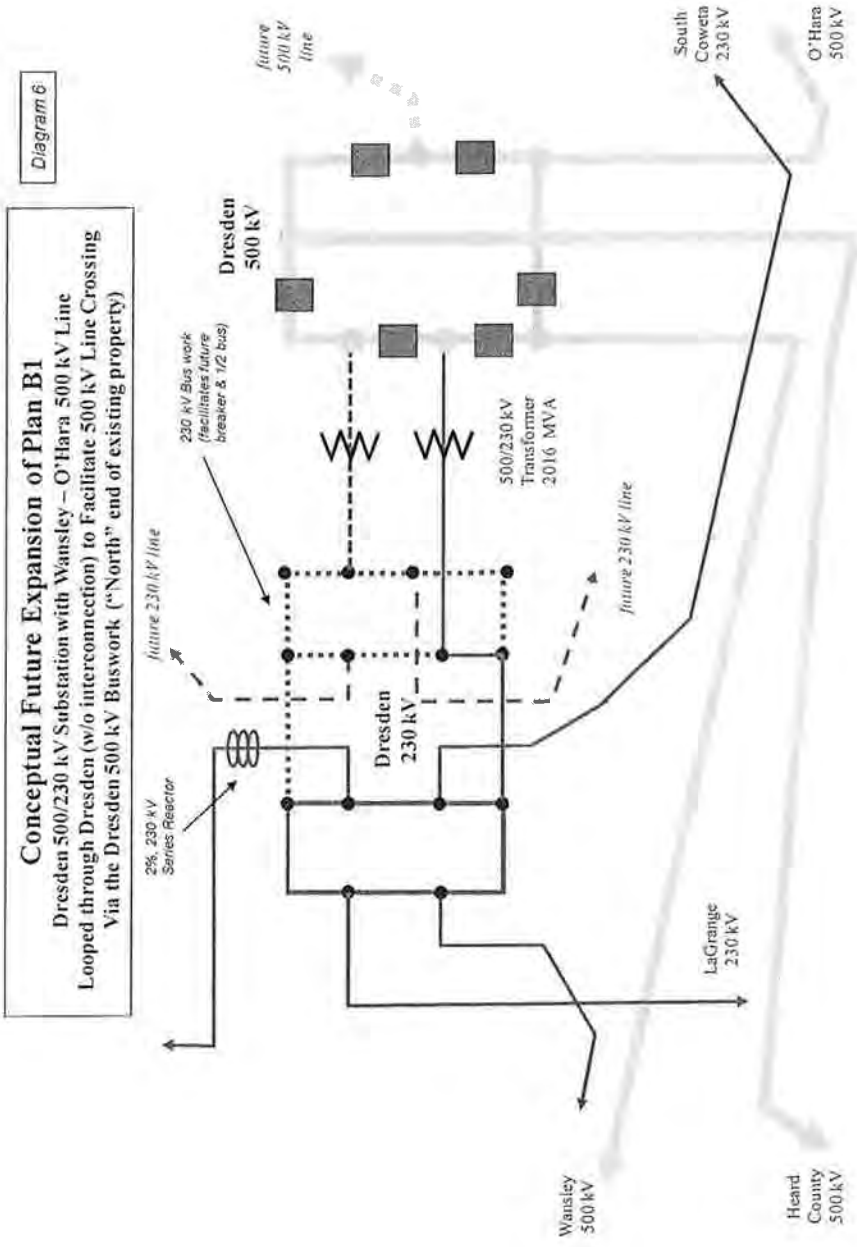 Diagram 6
Conceptual Future Expansion of Plan B1
Dresden 500/230 kV Substation with Wansley – O'Hara 500 kV Line
Looped through Dresden (w/o interconnection) to Facilitate 500 kV Line Crossing
Via the Dresden 500 kV Buswork ("North" end of existing property)
future
500 kV
line
Dresden
500 kV
230 kV Bus work
(facilitates future
breaker & 1/2 bus)
future 230 kV line
2%, 230 kV
Series Reactor
Dresden
230 kV
500/230 kV
Transformer
2016 MVA
future 230 kV line
South
Coweta
230 kV
O'Hara
500 kV
LaGrange
230 kV
Wansley
500 kV
Heard
County
500 kV